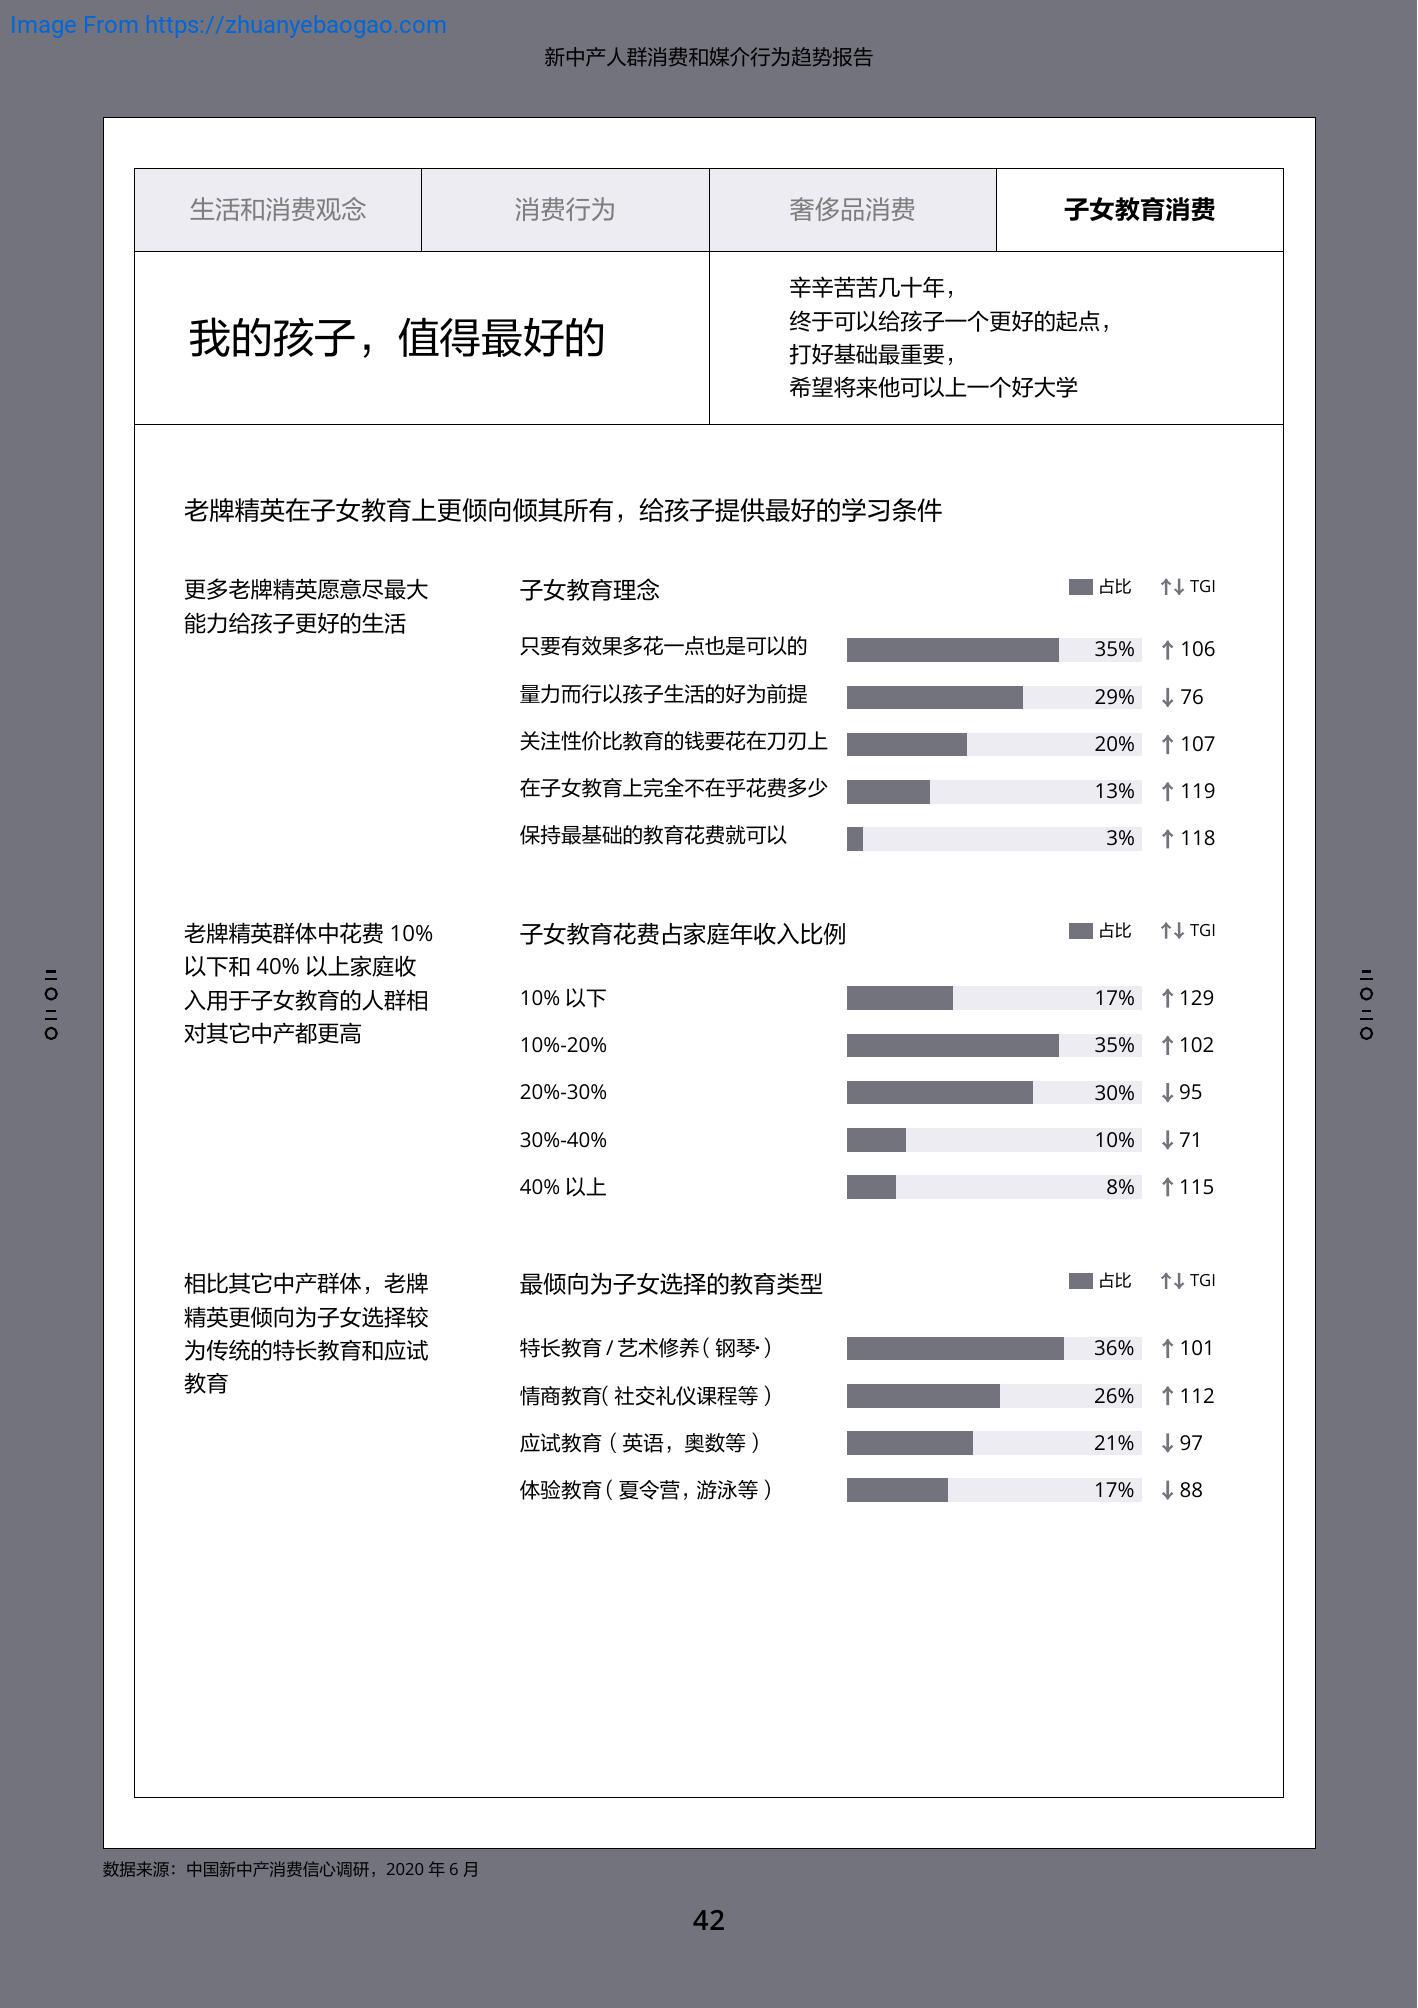 Image From https://zhuanyebaogao.com
新中产人群消费和媒介行为趋势报告
生活和消费观念
消费行为
奢侈品消费
子女教育消费
我的孩子，值得最好的
辛辛苦苦几十年，
终于可以给孩子一个更好的起点，
打好基础最重要，
希望将来他可以上一个好大学
老牌精英在子女教育上更倾向倾其所有，给孩子提供最好的学习条件
更多老牌精英愿意尽最大
能力给孩子更好的生活
子女教育理念
占比 ↑↓ TGI
只要有效果多花一点也是可以的 35% ↑ 106
量力而行以孩子生活的好为前提 29% ↓ 76
关注性价比教育的钱要花在刀刃上 20% ↑ 107
在子女教育上完全不在乎花费多少 13% ↑ 119
保持最基础的教育花费就可以 3% ↑ 118
老牌精英群体中花费 10%
以下和 40% 以上家庭收
入用于子女教育的人群相
对其它中产都更高
子女教育花费占家庭年收入比例
占比 ↑↓ TGI
10% 以下 17% ↑ 129
10%-20% 35% ↑ 102
20%-30% 30% ↓ 95
30%-40% 10% ↓ 71
40% 以上 8% ↑ 115
相比其它中产群体，老牌
精英更倾向为子女选择较
为传统的特长教育和应试
教育
最倾向为子女选择的教育类型
占比 ↑↓ TGI
特长教育 / 艺术修养（钢琴·） 36% ↑ 101
情商教育（社交礼仪课程等） 26% ↑ 112
应试教育（英语，奥数等） 21% ↓ 97
体验教育（夏令营，游泳等） 17% ↓ 88
数据来源：中国新中产消费信心调研，2020 年 6 月
42